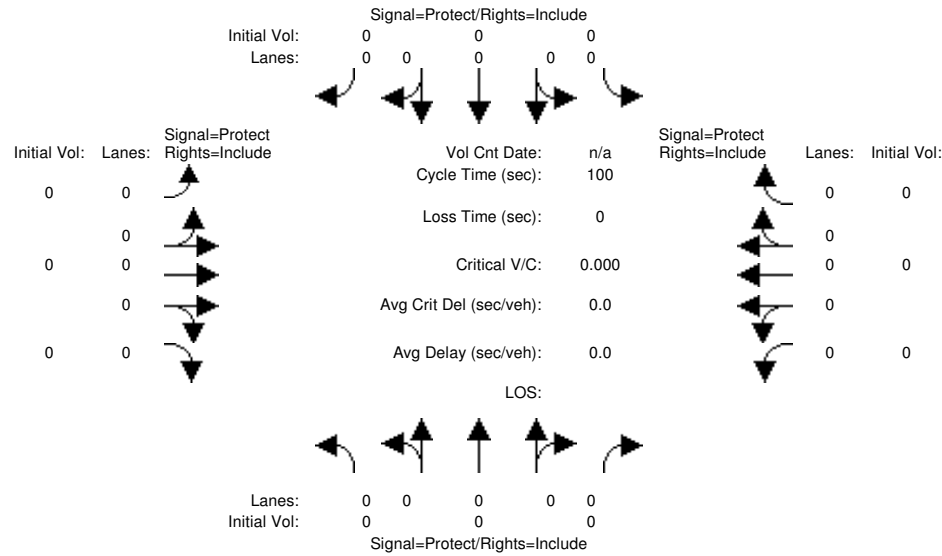 Signal=Protect/Rights=Include
Initial Vol: 0 0 0
Lanes: 0 0 0 0 0
Signal=Protect Signal=Protect
Initial Vol: Lanes: Rights=Include Vol Cnt Date: n/a Rights=Include Lanes: Initial Vol:
Cycle Time (sec): 100
0 0 0 0
Loss Time (sec): 0
0 0
0 0 Critical V/C: 0.000 0 0
0 Avg Crit Del (sec/veh): 0.0 0
0 0 Avg Delay (sec/veh): 0.0 0 0
LOS:
Lanes: 0 0 0 0 0
Initial Vol: 0 0 0
Signal=Protect/Rights=Include